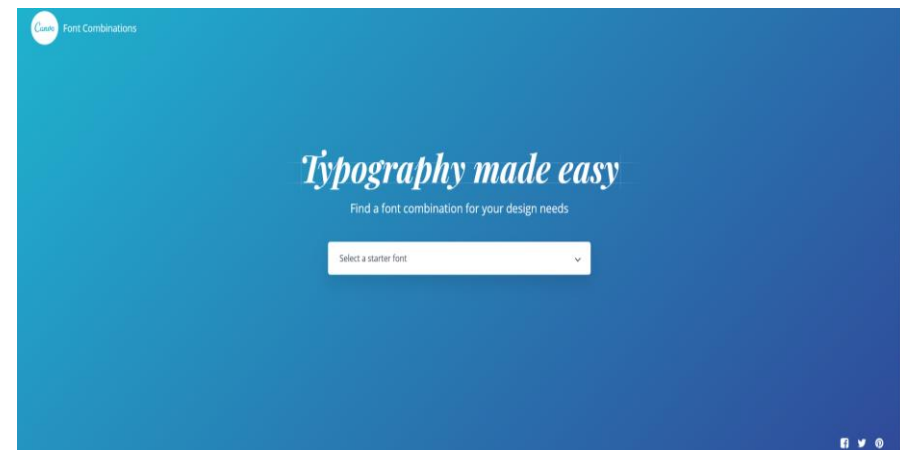 Canva Font Combinations
Typography made easy
Find a font combination for your design needs
Select a starter font